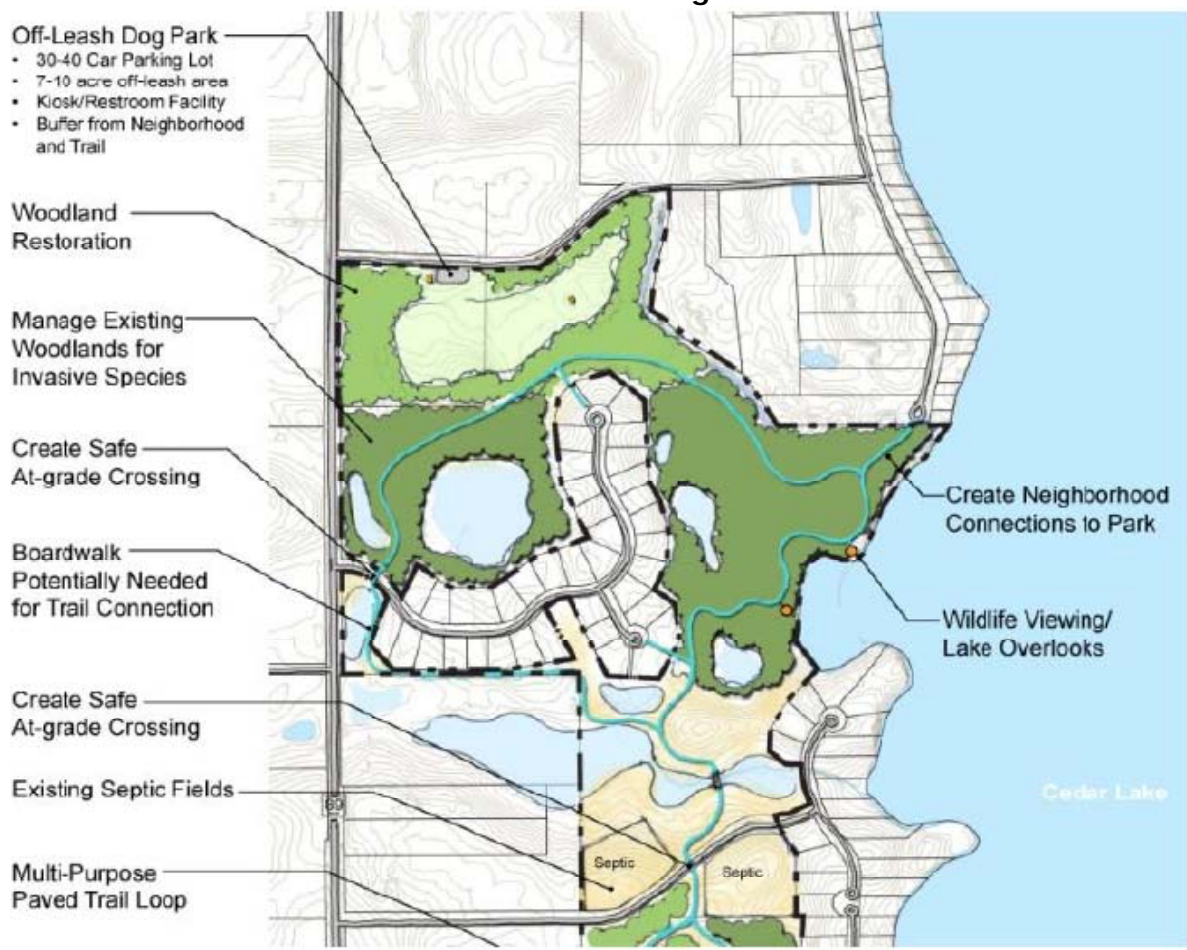 Off-Leash Dog Park
• 30-40 Car Parking Lot
• 7-10 acre off-leash area
• Kiosk/Restroom Facility
• Buffer from Neighborhood
and Trail
Woodland
Restoration
Manage Existing
Woodlands for
Invasive Species
Create Safe
At-grade Crossing
Boardwalk
Potentially Needed
for Trail Connection
Create Safe
At-grade Crossing
Existing Septic Fields
Multi-Purpose
Paved Trail Loop
Create Neighborhood
Connections to Park
Wildlife Viewing/
Lake Overlooks
Cedar Lake
60
Septic
Septic